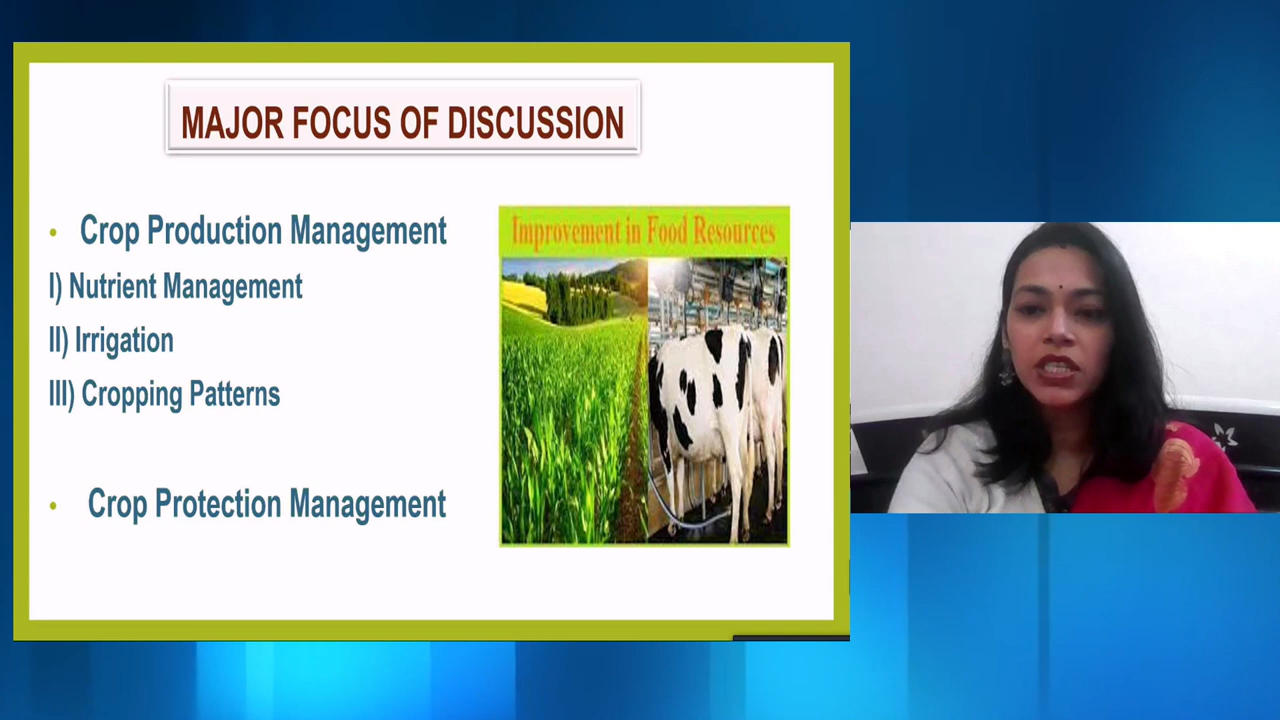 MAJOR FOCUS OF DISCUSSION
• Crop Production Management
I) Nutrient Management
II) Irrigation
III) Cropping Patterns
• Crop Protection Management
Improvement in Food Resources